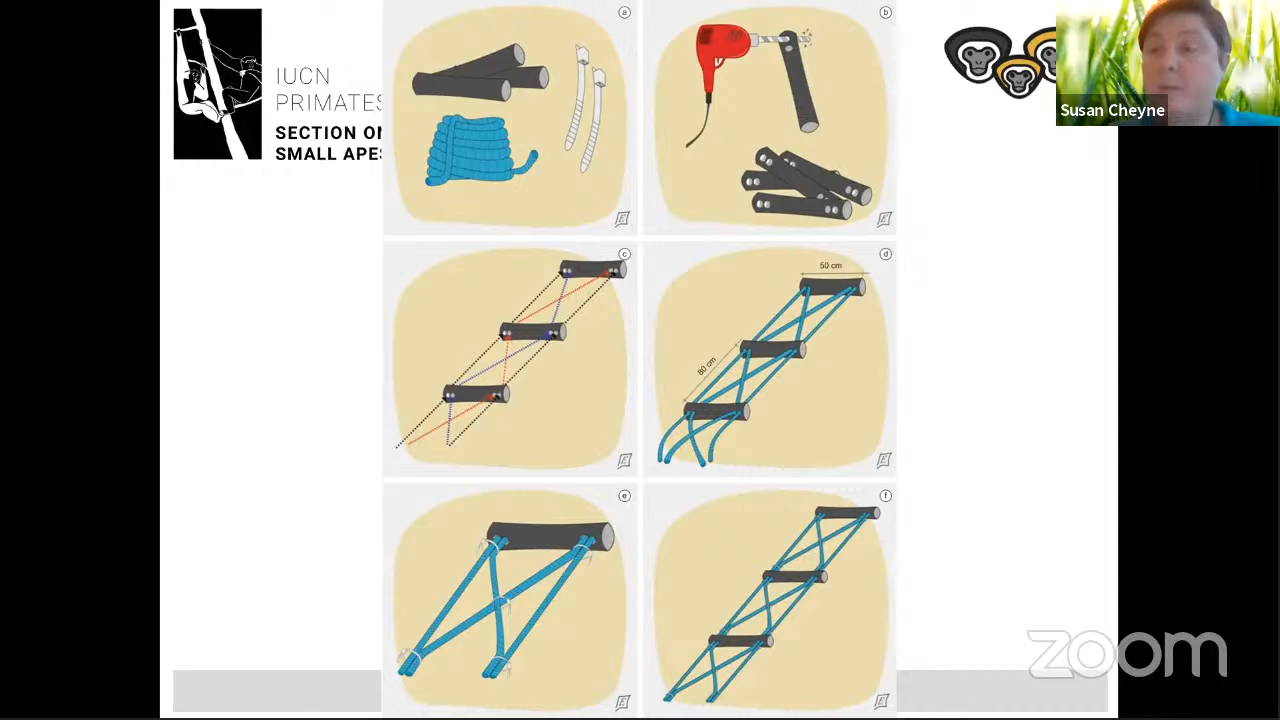 IUCN
PRIMATES
SECTION ON
SMALL APES
a
b
c
d
50 cm
80 cm
e
f
Susan Cheyne
zoom